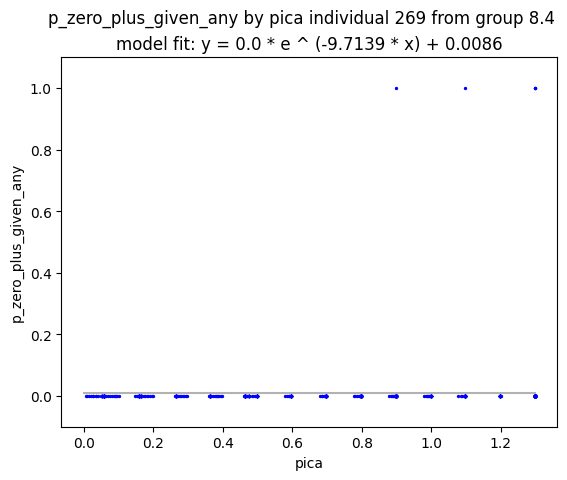 p_zero_plus_given_any by pica individual 269 from group 8.4
model fit: y = 0.0 * e ^ (-9.7139 * x) + 0.0086
1.0
0.8
0.6
0.4
0.2
0.0
p_zero_plus_given_any
0.0 0.2 0.4 0.6 0.8 1.0 1.2
pica